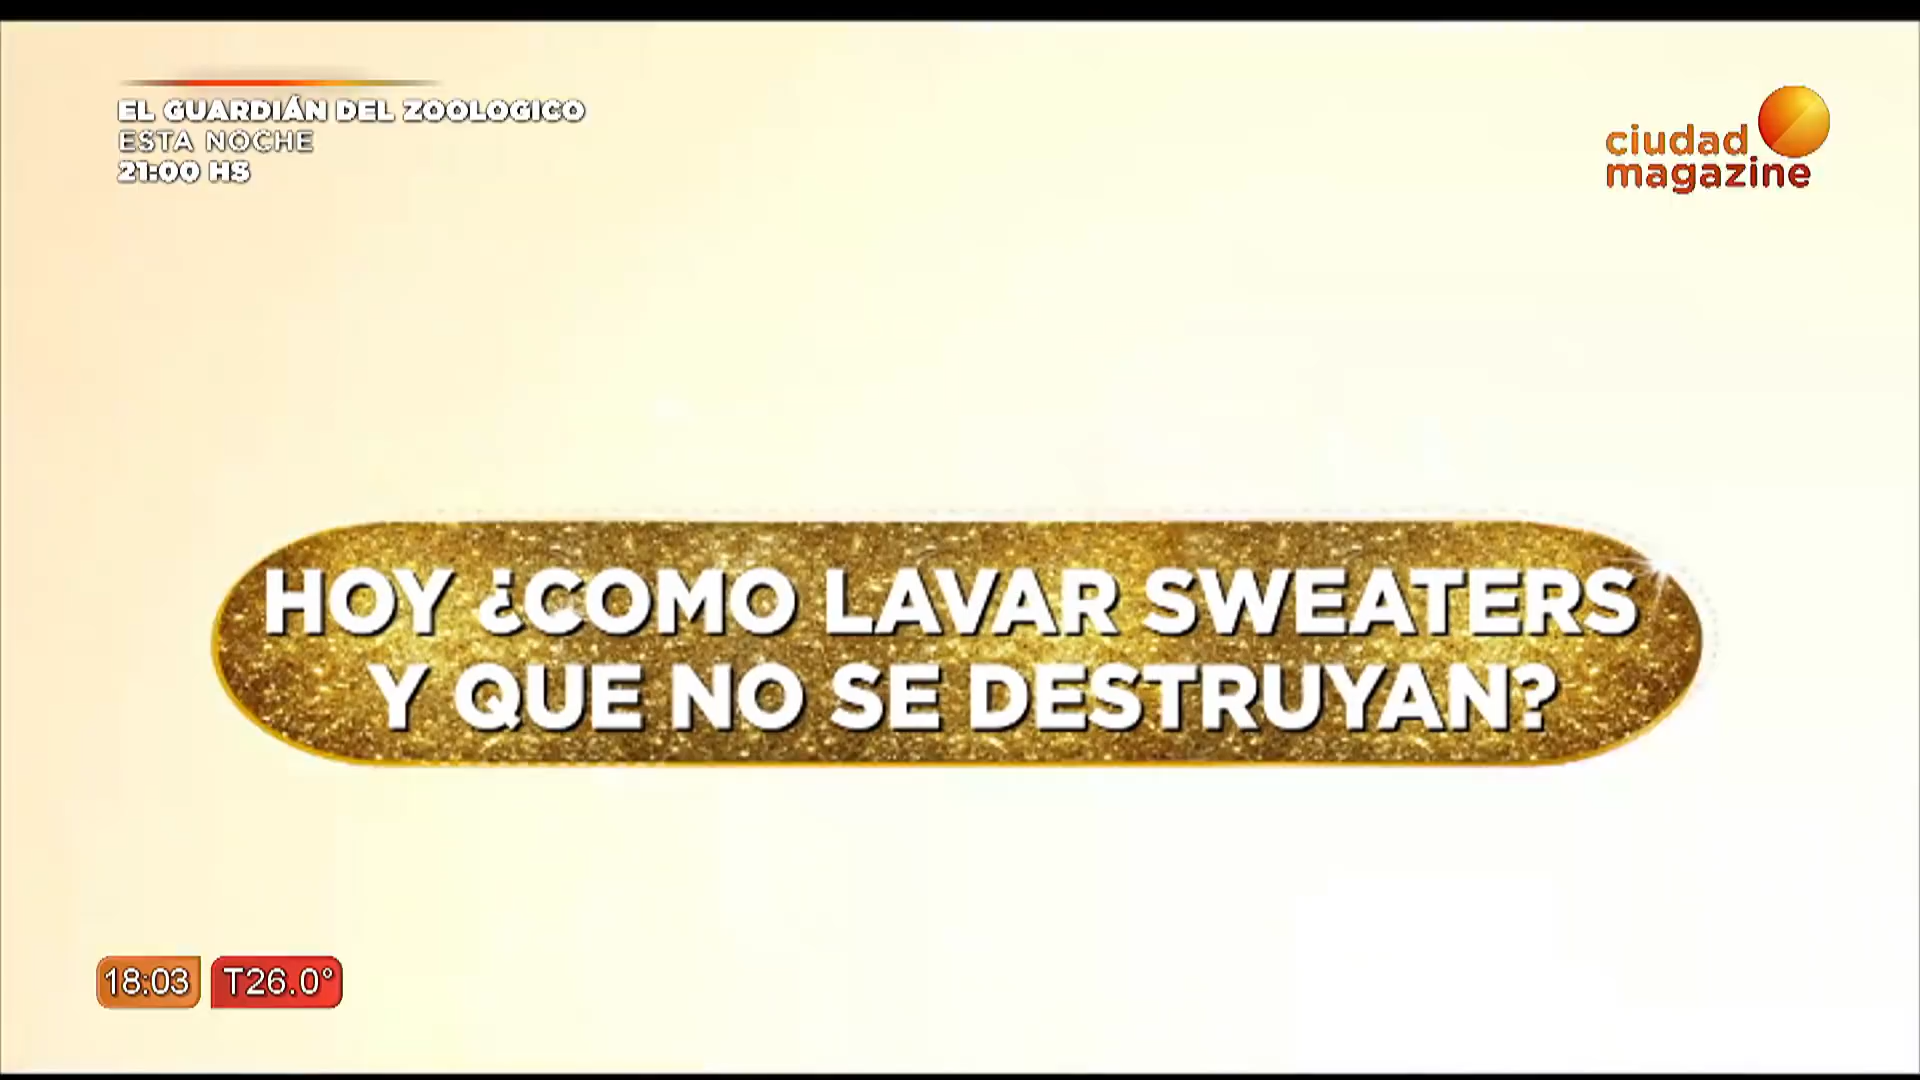 EL GUARDIÁN DEL ZOOLOGICO
ESTA NOCHE
21:00 HS
ciudad
magazine
HOY ¿COMO LAVAR SWEATERS
Y QUE NO SE DESTRUYAN?
18:03 T26.0°